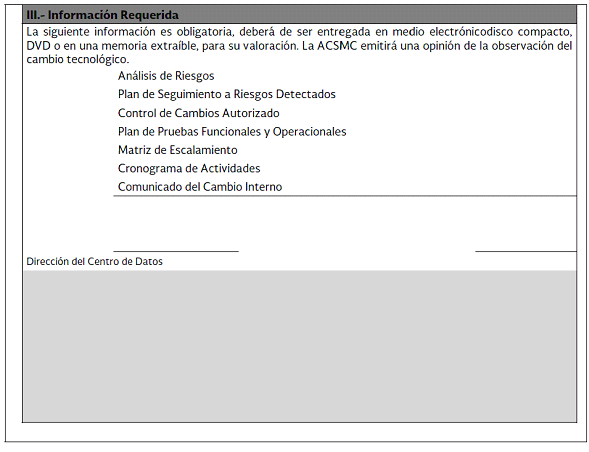 III.- Información Requerida
La siguiente información es obligatoria, deberá de ser entregada en medio electrónicodisco compacto,
DVD o en una memoria extraíble, para su valoración. La ACSMC emitirá una opinión de la observación del
cambio tecnológico.
Análisis de Riesgos
Plan de Seguimiento a Riesgos Detectados
Control de Cambios Autorizado
Plan de Pruebas Funcionales y Operacionales
Matriz de Escalamiento
Cronograma de Actividades
Comunicado del Cambio Interno
Dirección del Centro de Datos